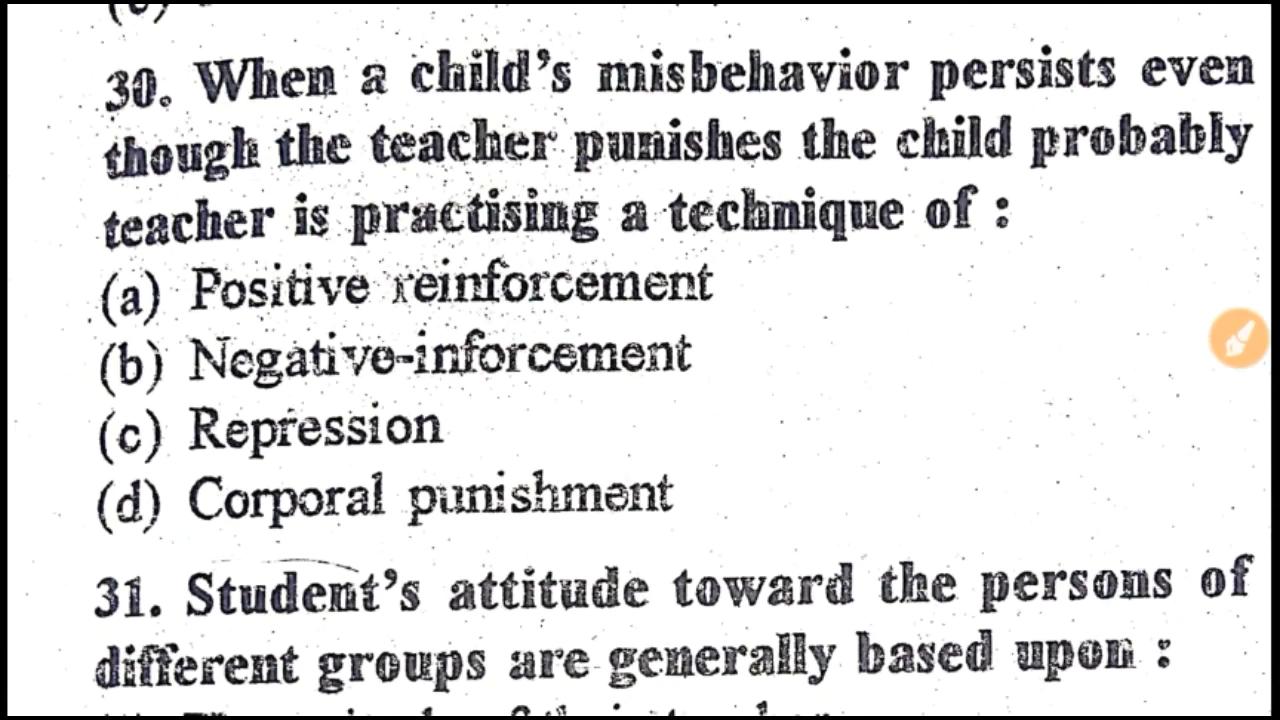 30. When a child's misbehavior persists even
though the teacher punishes the child probably
teacher is practising a technique of :
(a) Positive reinforcement
(b) Negative-inforcement
(c) Repression
(d) Corporal punishment
31. Student's attitude toward the persons of
different groups are generally based upon :